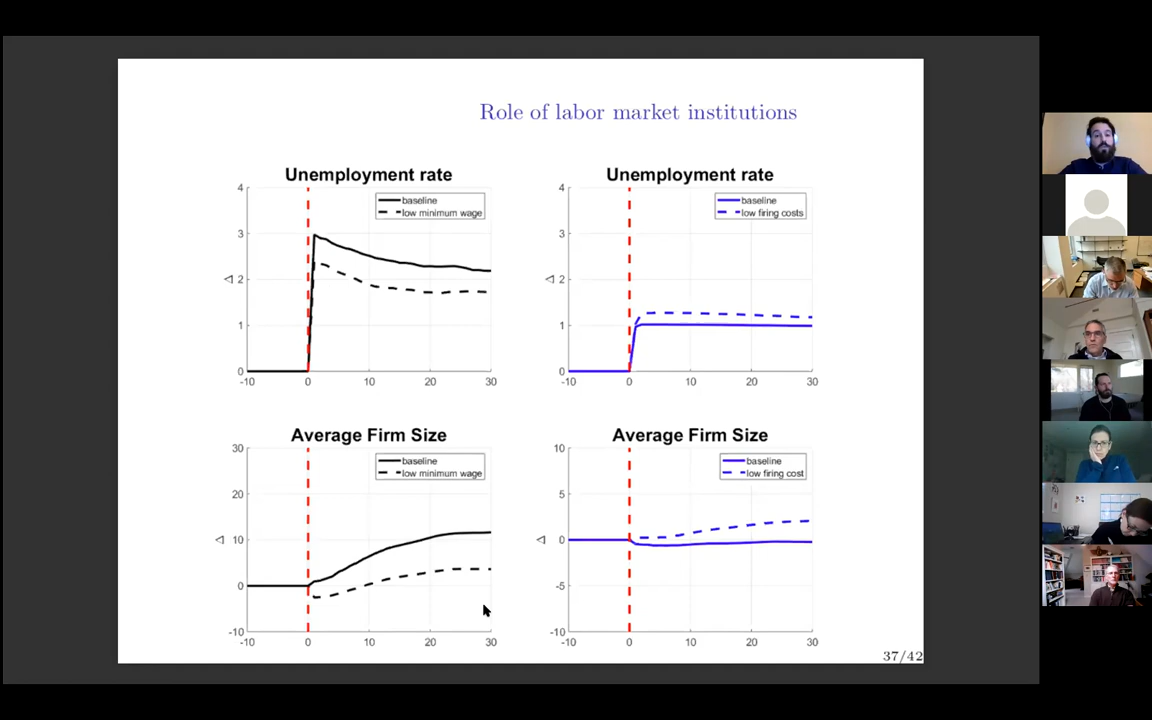 Role of labor market institutions
Unemployment rate
4
3
2
1
0
Δ
baseline
low minimum wage
-10
0
10
20
30
Unemployment rate
4
3
2
1
0
Δ
baseline
low firing costs
-10
0
10
20
30
Average Firm Size
30
20
10
0
-10
Δ
baseline
low minimum wage
-10
0
10
20
30
Average Firm Size
10
5
0
-5
-10
Δ
baseline
low firing cost
-10
0
10
20
30
37/42